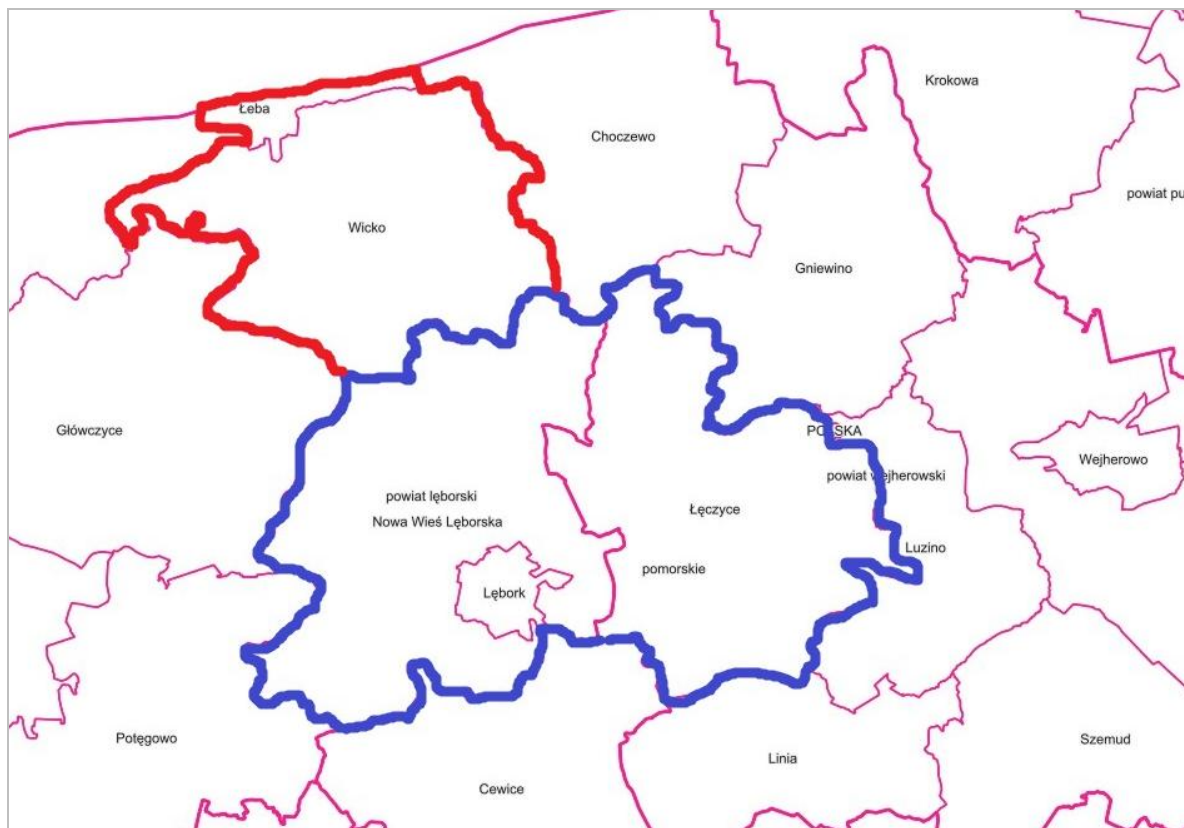 Krokowa
Łeba
Choczewo
powiat pu
Wicko
Gniewino
Główczyce
POLSKA
Wejherowo
powiat wejherowski
powiat lęborski
Łęczyce
Nowa Wieś Lęborska
Luzino
pomorskie
Lębork
Potęgowo
Szemud
Linia
Cewice